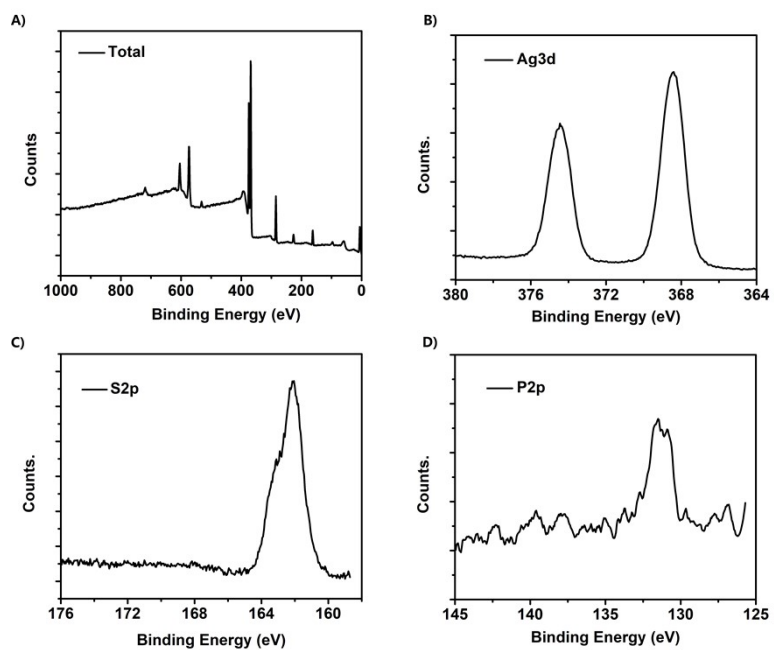 A)
Total
Counts
1000 800 600 400 200 0
Binding Energy (eV)
B)
Ag3d
Counts.
380 376 372 368 364
Binding Energy (eV)
C)
S2p
Counts.
176 172 168 164 160
Binding Energy (eV)
D)
P2p
Counts.
145 140 135 130 125
Binding Energy (eV)